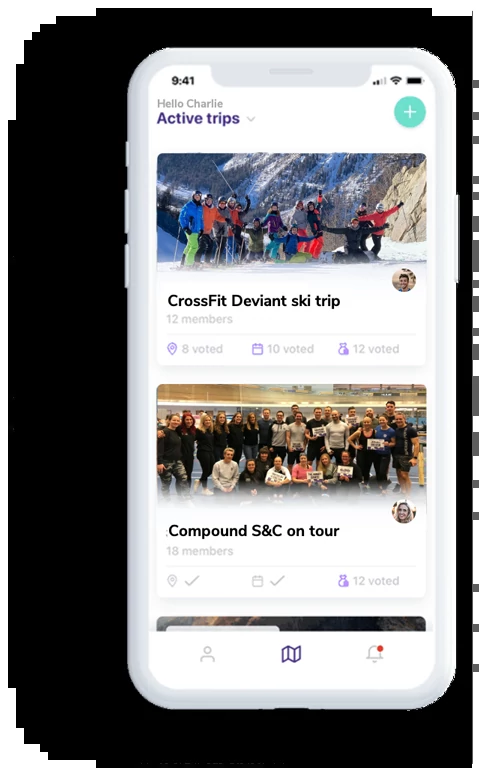 9:41
Hello Charlie
Active trips
CrossFit Deviant ski trip
12 members
8 voted
10 voted
12 voted
Compound S&C on tour
18 members
12 voted